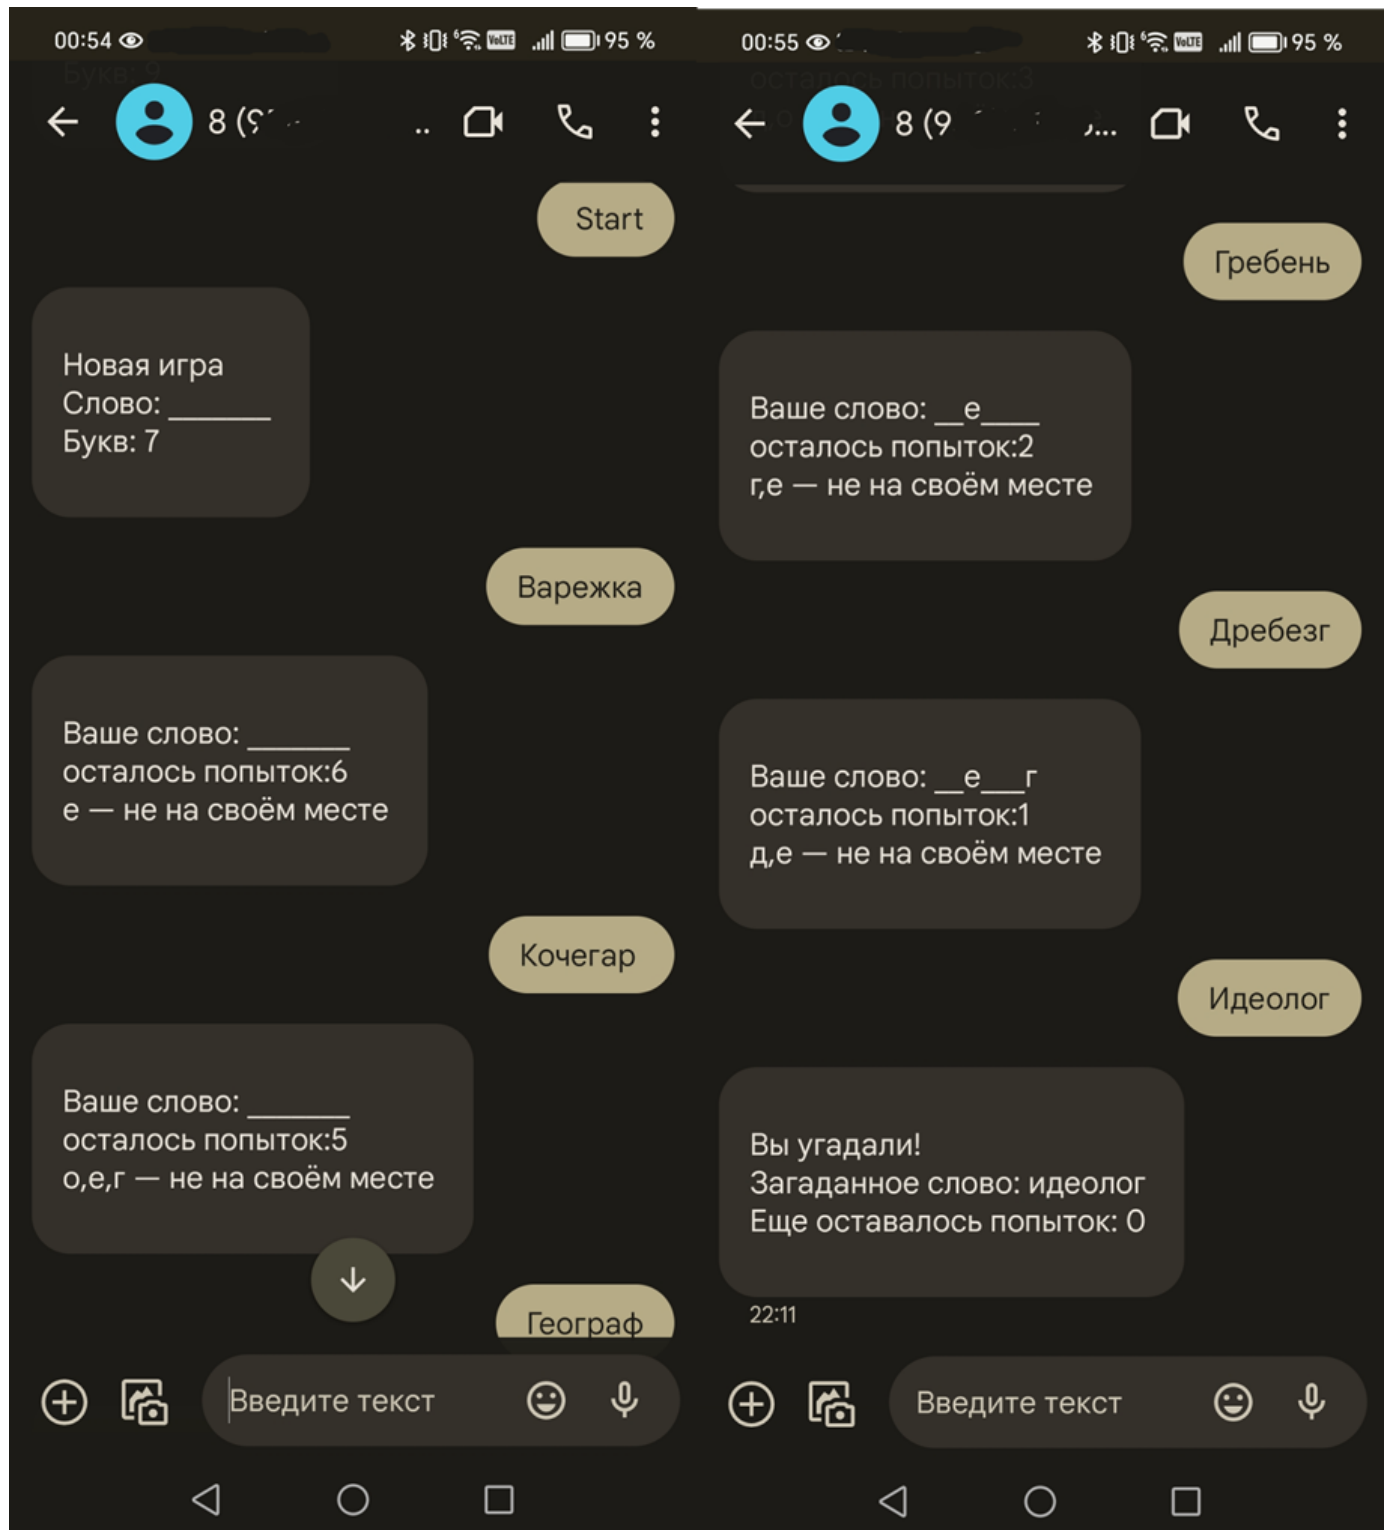 00:54
95 %
Букв: 9
8 (9
Start
Новая игра
Слово: _______
Букв: 7
Варежка
Ваше слово: _______
осталось попыток:6
е — не на своём месте
Кочегар
Ваше слово: _______
осталось попыток:5
о,е,г — не на своём месте
Географ
Введите текст
00:55
95 %
осталось попыток:3
8 (9
Гребень
Ваше слово: __е____
осталось попыток:2
г,е — не на своём месте
Дребезг
Ваше слово: __е___г
осталось попыток:1
д,е — не на своём месте
Идеолог
Вы угадали!
Загаданное слово: идеолог
Еще оставалось попыток: 0
22:11
Введите текст